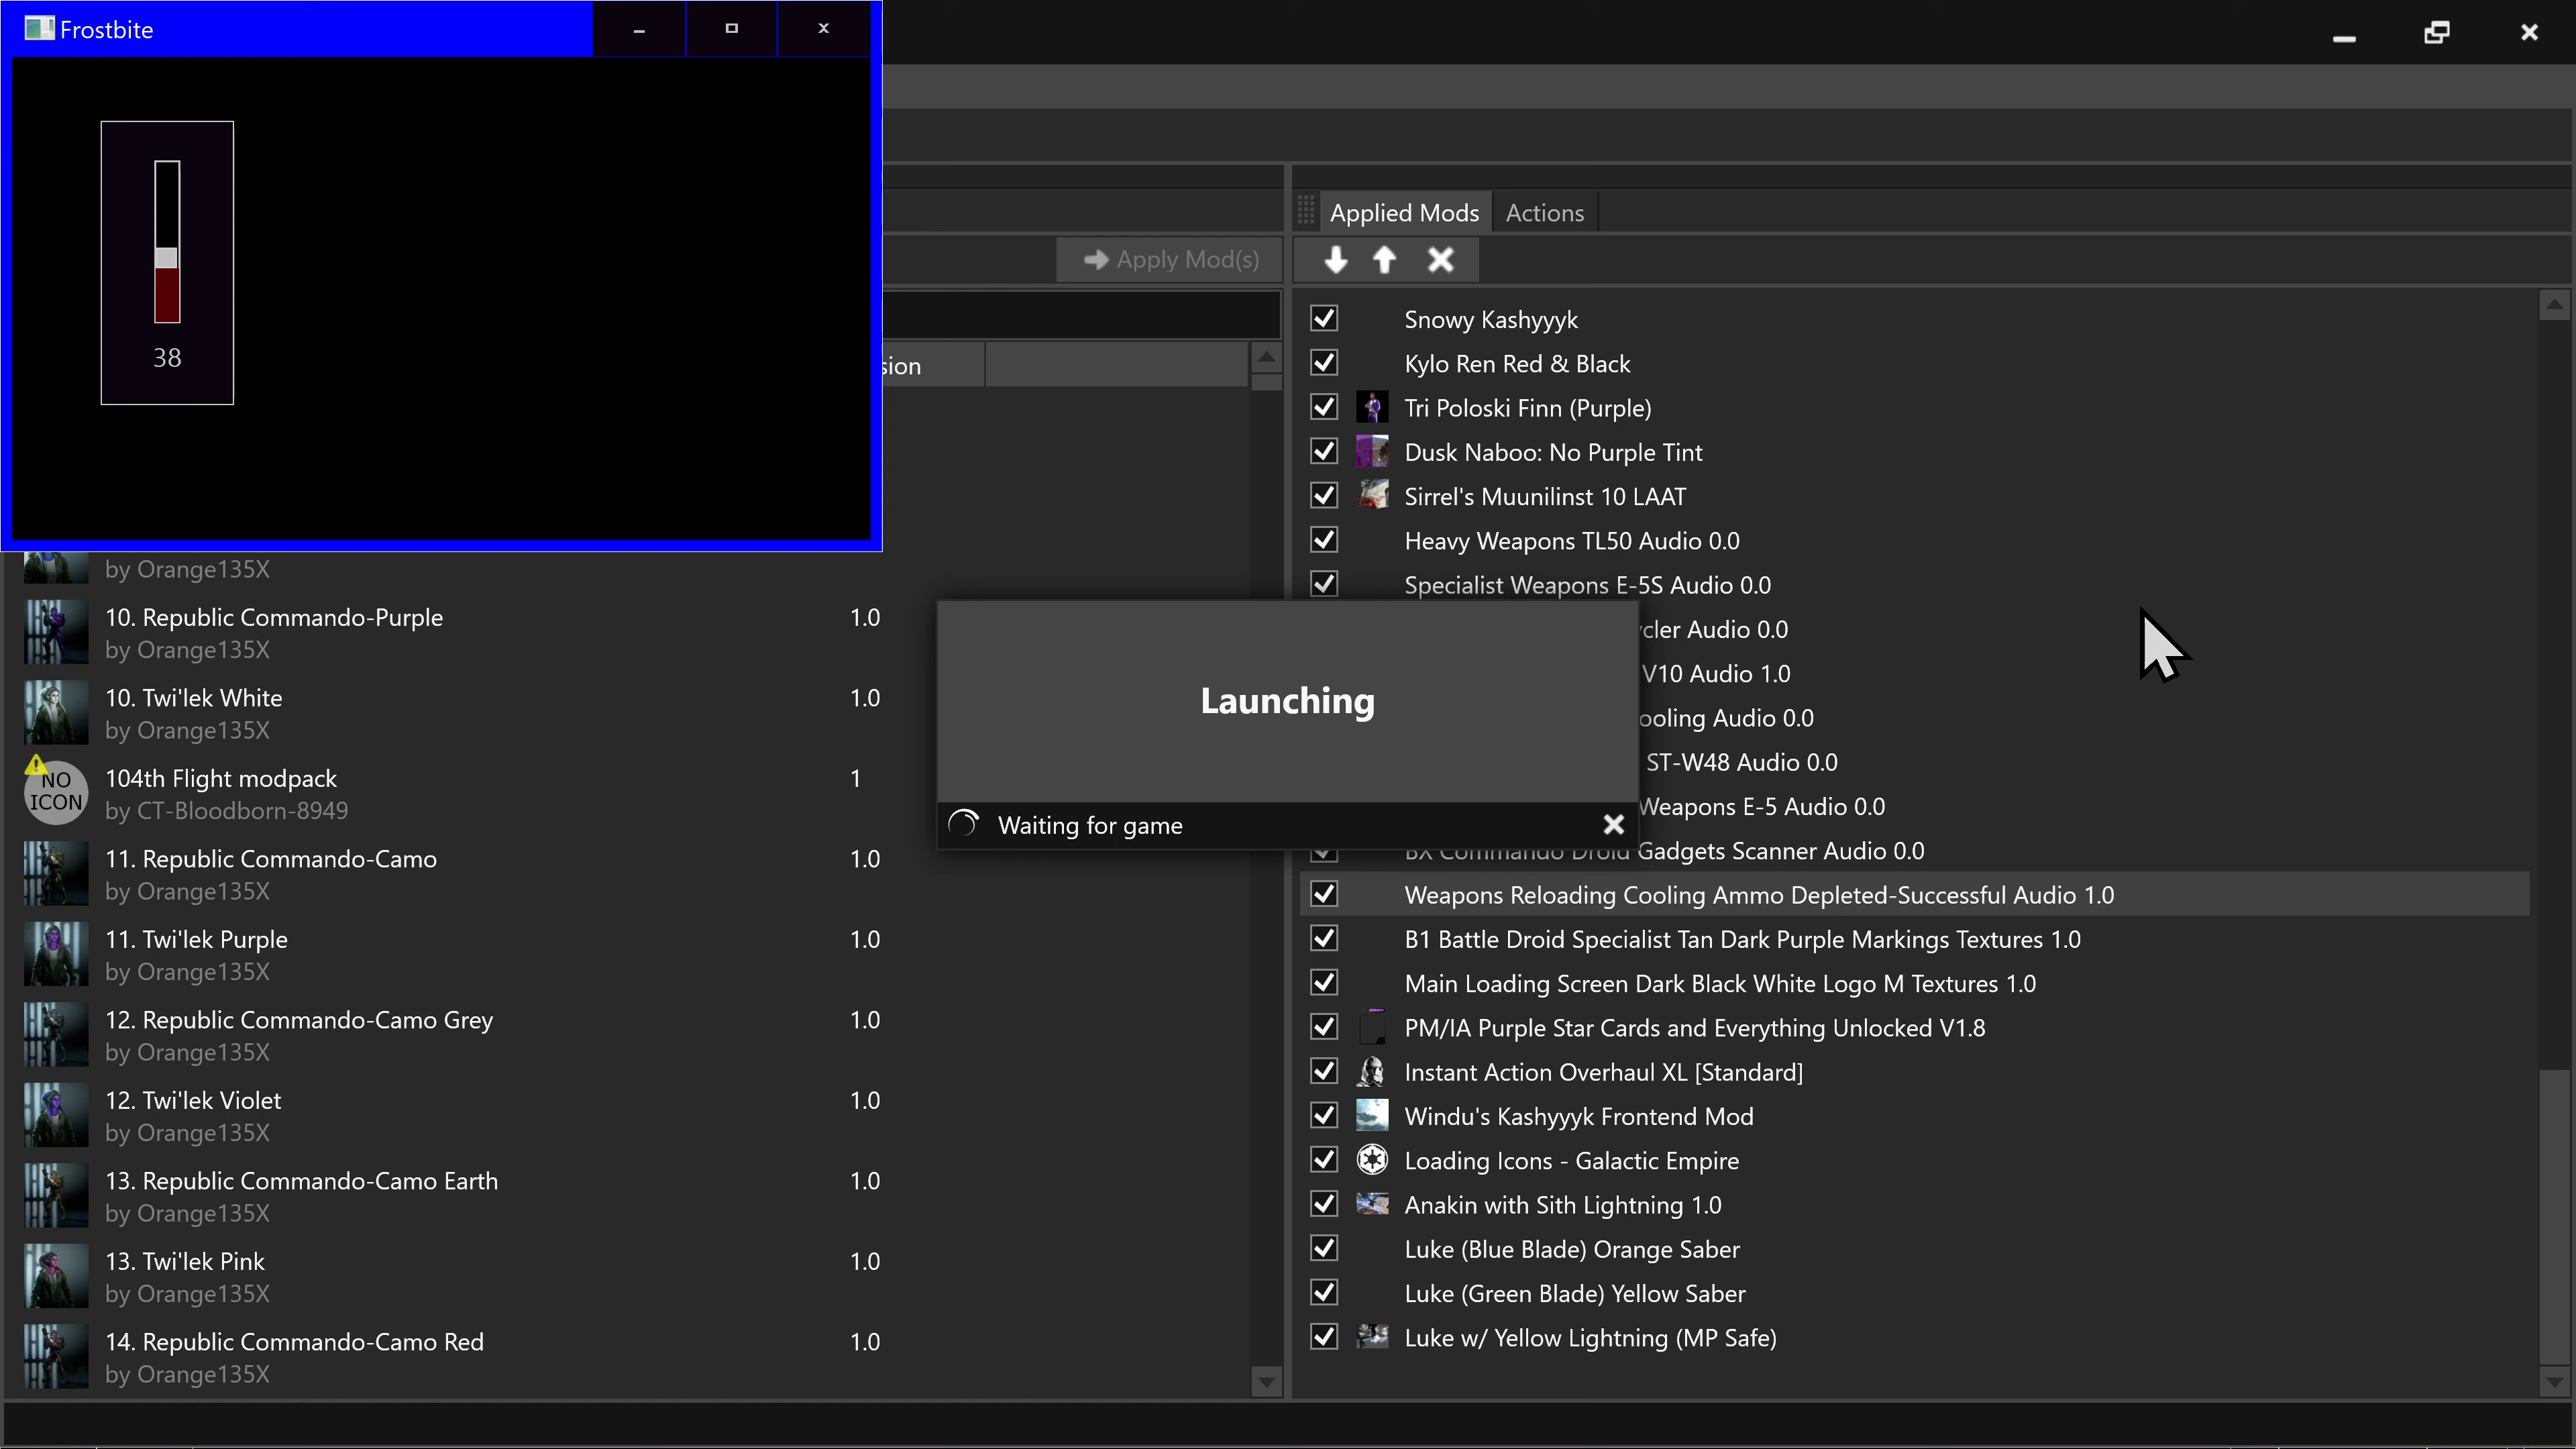 Frostbite
38
Apply Mod(s)
sion
by Orange135X
10. Republic Commando-Purple 1.0
by Orange135X
10. Twi'lek White 1.0
by Orange135X
NO
ICON
104th Flight modpack 1
by CT-Bloodborn-8949
11. Republic Commando-Camo 1.0
by Orange135X
11. Twi'lek Purple 1.0
by Orange135X
12. Republic Commando-Camo Grey 1.0
by Orange135X
12. Twi'lek Violet 1.0
by Orange135X
13. Republic Commando-Camo Earth 1.0
by Orange135X
13. Twi'lek Pink 1.0
by Orange135X
14. Republic Commando-Camo Red 1.0
by Orange135X
Launching
Waiting for game
Applied Mods Actions
Snowy Kashyyyk
Kylo Ren Red & Black
Tri Poloski Finn (Purple)
Dusk Naboo: No Purple Tint
Sirrel's Muunilinst 10 LAAT
Heavy Weapons TL50 Audio 0.0
Specialist Weapons E-5S Audio 0.0
cler Audio 0.0
V10 Audio 1.0
ooling Audio 0.0
ST-W48 Audio 0.0
Weapons E-5 Audio 0.0
BX Commando Droid Gadgets Scanner Audio 0.0
Weapons Reloading Cooling Ammo Depleted-Successful Audio 1.0
B1 Battle Droid Specialist Tan Dark Purple Markings Textures 1.0
Main Loading Screen Dark Black White Logo M Textures 1.0
PM/IA Purple Star Cards and Everything Unlocked V1.8
Instant Action Overhaul XL [Standard]
Windu's Kashyyyk Frontend Mod
Loading Icons - Galactic Empire
Anakin with Sith Lightning 1.0
Luke (Blue Blade) Orange Saber
Luke (Green Blade) Yellow Saber
Luke w/ Yellow Lightning (MP Safe)